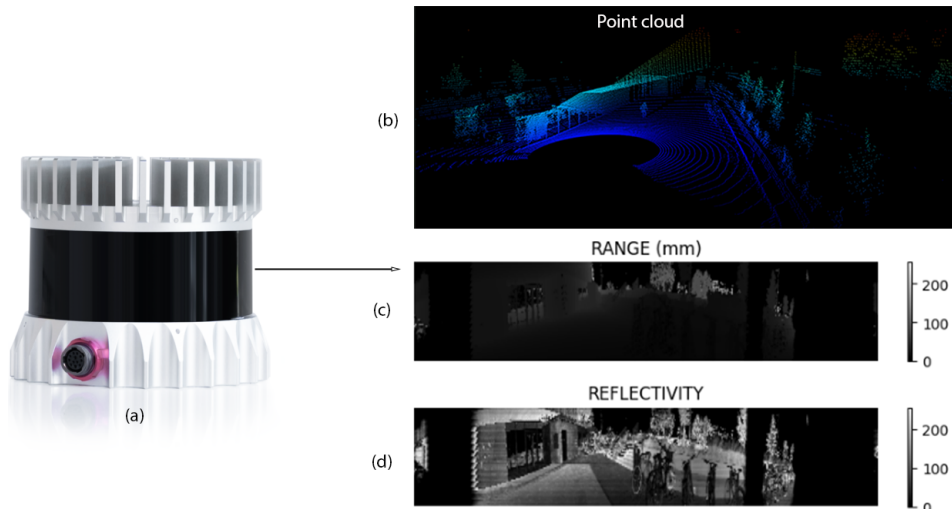 Point cloud
(b)
RANGE (mm)
200
(c)
100
0
(a)
REFLECTIVITY
200
(d)
100
0